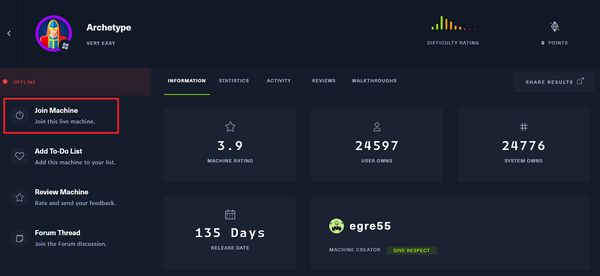 Archetype
VERY EASY
DIFFICULTY RATING
0 POINTS
OFFLINE
INFORMATION
STATISTICS
ACTIVITY
REVIEWS
WALKTHROUGHS
SHARE RESULTS
Join Machine
Join this live machine.
Add To-Do List
Add this machine to your list.
Review Machine
Rate and send your feedback.
Forum Thread
Join the Forum discussion.
3.9
MACHINE RATING
24597
USER OWNS
24776
SYSTEM OWNS
135 Days
RELEASE DATE
egre55
MACHINE CREATOR
GIVE RESPECT